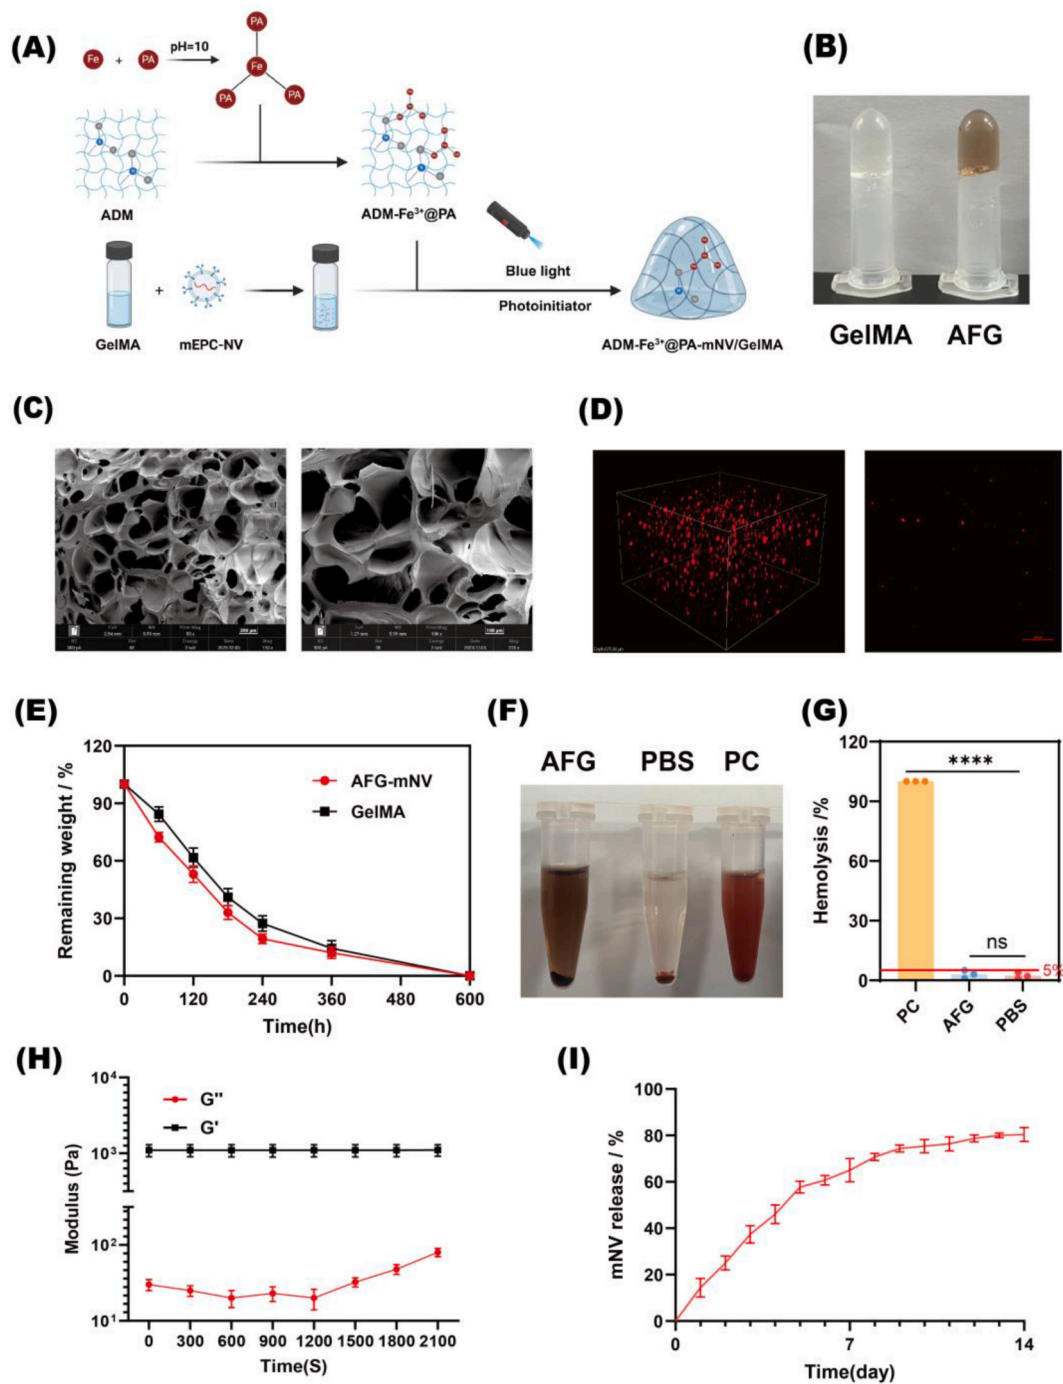 (A)
Fe + PA pH=10 PA Fe PA PA
ADM
ADM-Fe³⁺@PA
Blue light
Photoinitiator
GelMA + mEPC-NV
ADM-Fe³⁺@PA-mNV/GelMA
(B)
GelMA AFG
(C)
(D)
(E)
Remaining weight / %
120
90
60
30
0
AFG-mNV
GelMA
0 120 240 360 480 600
Time(h)
(F)
AFG PBS PC
(G)
Hemolysis /%
120
90
60
30
0
****
ns
5%
PC AFG PBS
(H)
Modulus (Pa)
10⁴
10³
10²
10¹
G"
G'
0 300 600 900 1200 1500 1800 2100
Time(S)
(I)
mNV release / %
100
80
60
40
20
0
0 7 14
Time(day)